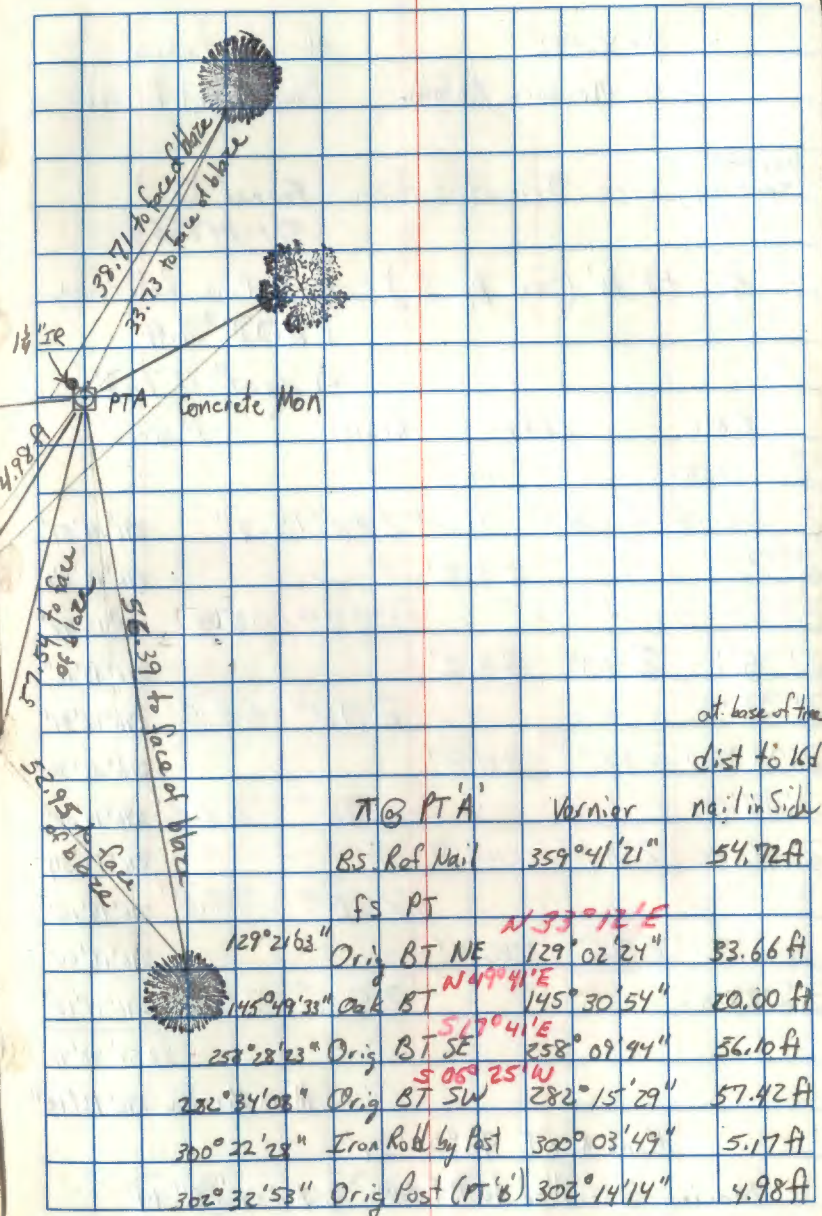 38.71 to face of blaze
33.73 to face of blaze
1¼" IR
PTA Concrete Mon
4.98 ft
57.54 to face of blaze
56.39 to face of blaze
52.95 to face of blaze
at base of tree
dist to 16d
π @ PT 'A' Vernier nail in Side
BS Ref Nail 359°41'21" 54.72 ft
fs PT
N 33°12'E
129°21'03" Orig BT NE 129°02'24" 33.66 ft
N 49°41'E
145°49'33" Oak BT 145°30'54" 20.00 ft
S 17°41'E
258°28'23" Orig BT SE 258°09'44" 56.10 ft
S 06°25'W
282°34'08" Orig BT SW 282°15'29" 57.42 ft
300°22'28" Iron Rod by Post 300°03'49" 5.17 ft
302°32'53" Orig Post (PT 'B') 302°14'14" 4.98 ft